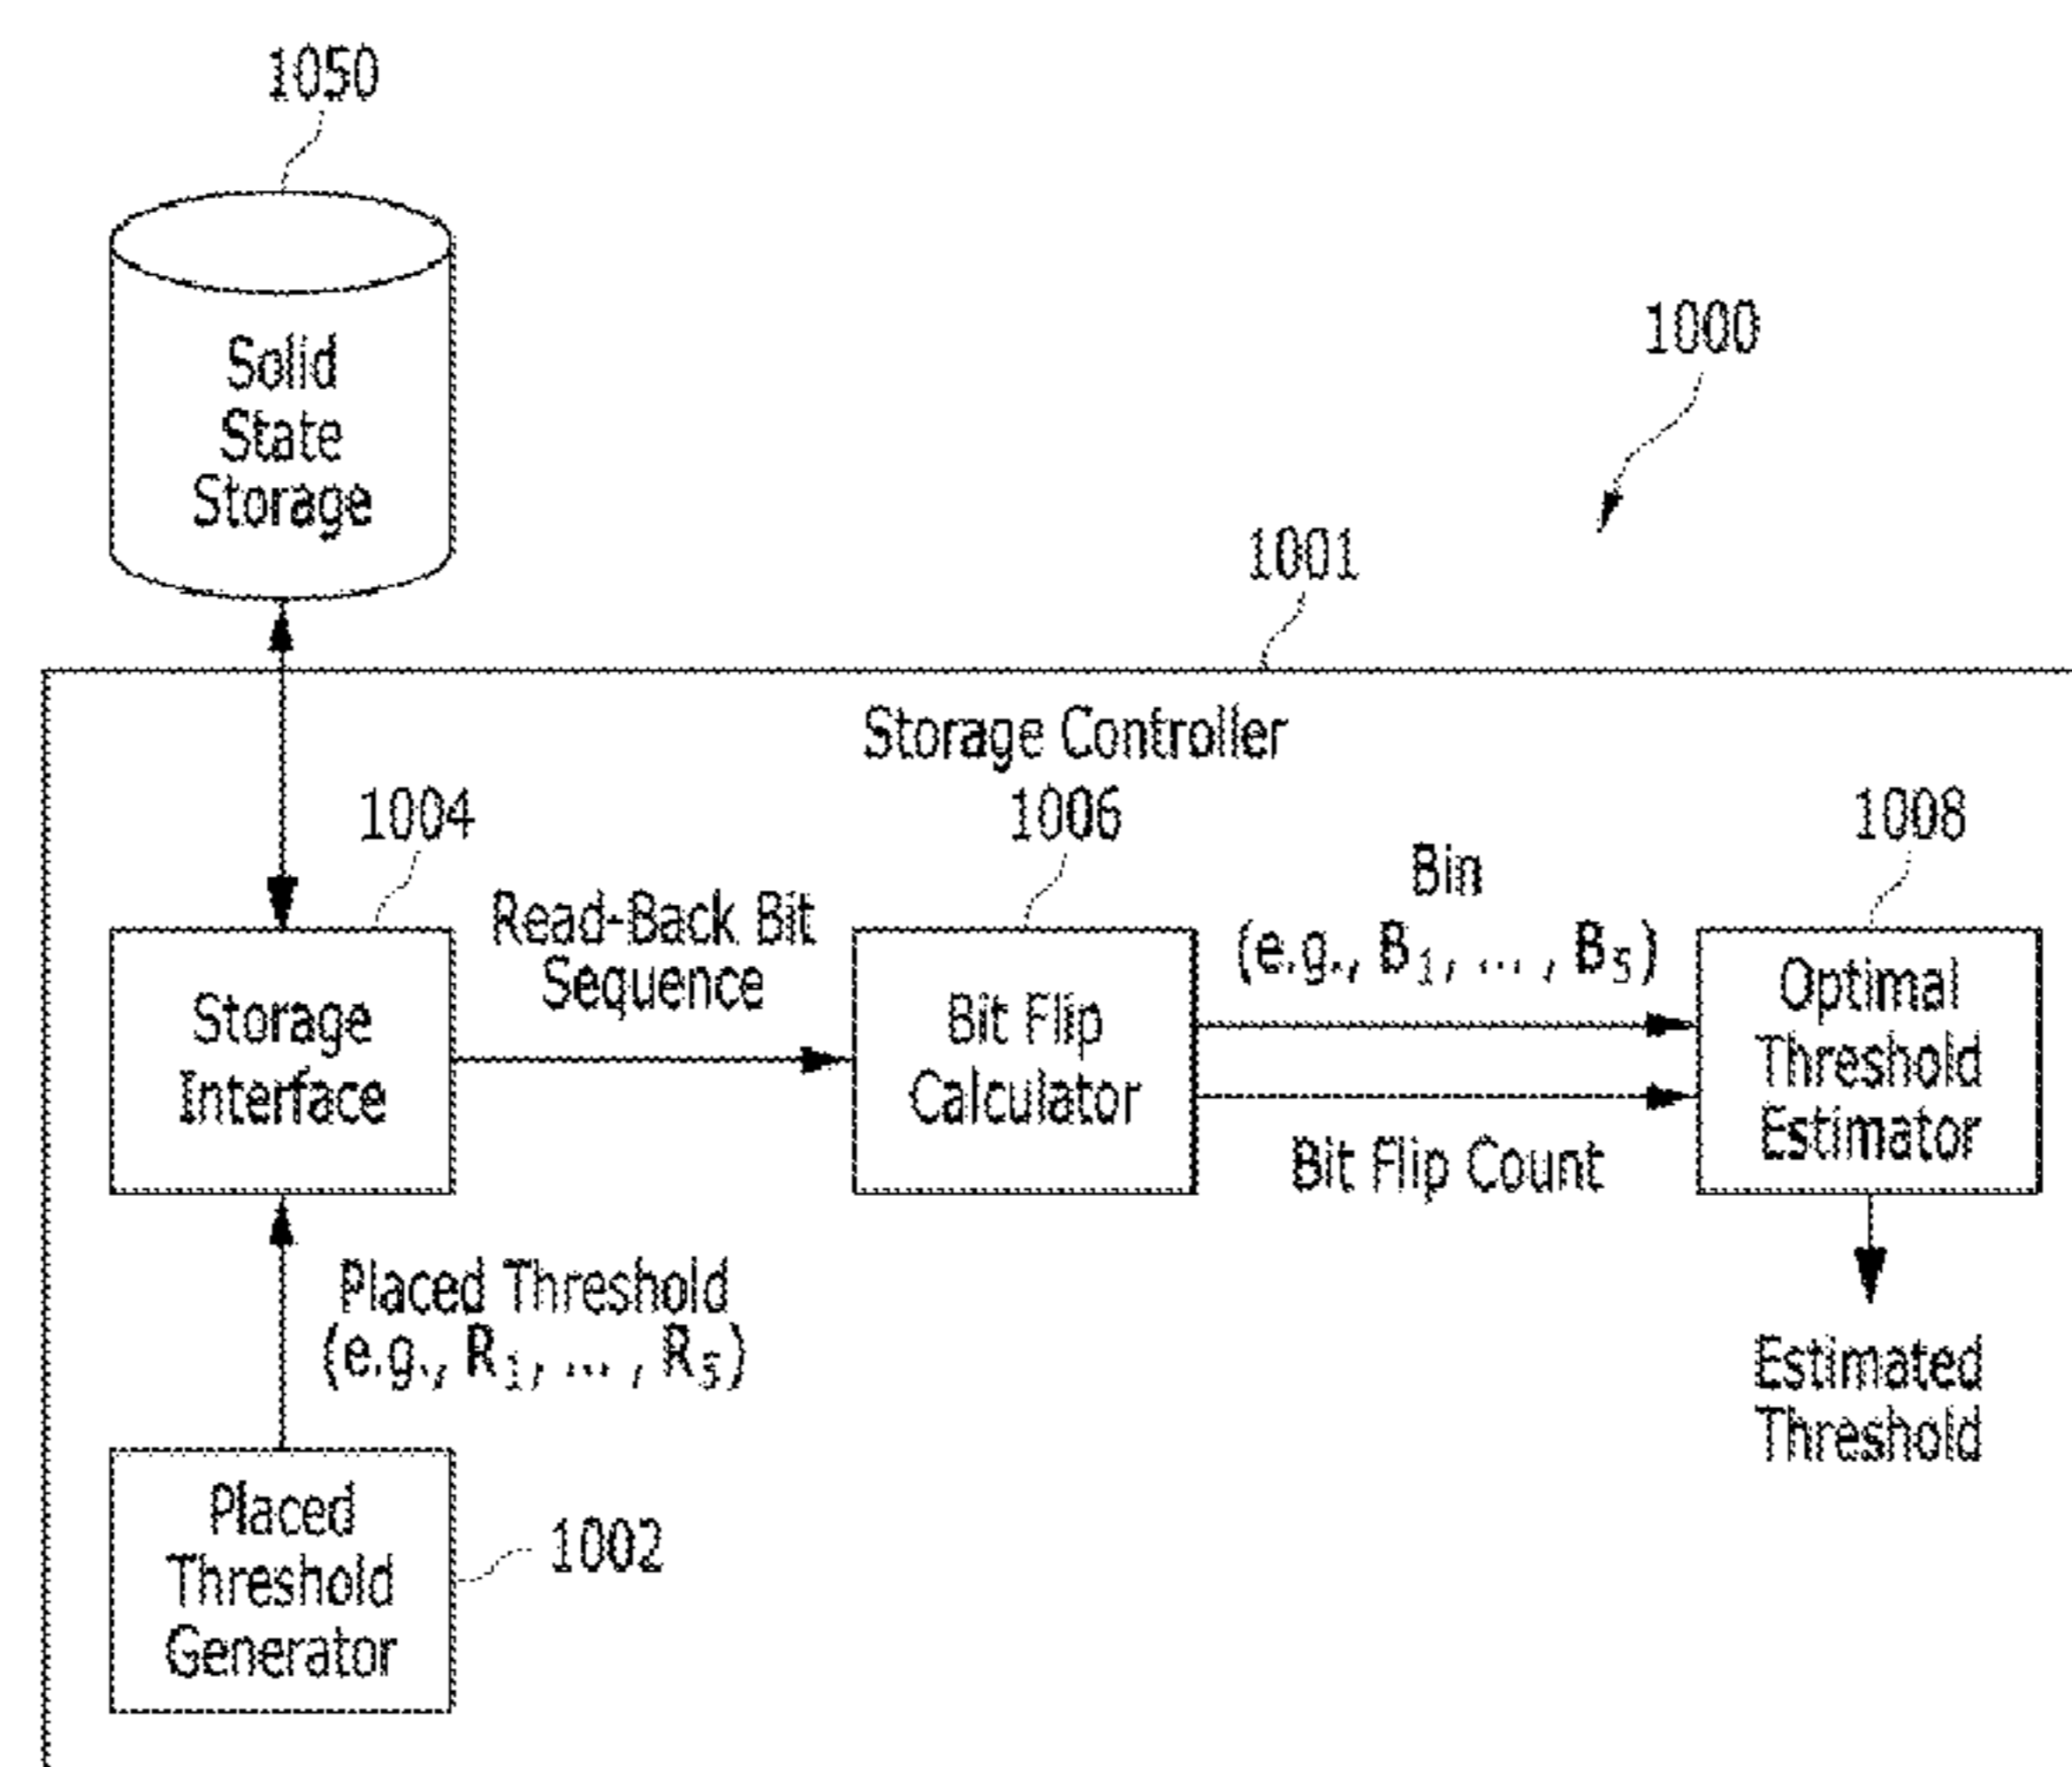 1050
Solid
State
Storage
1000
1001
Storage Controller
1004
1006
1008
Read-Back Bit
Sequence
Bin
(e.g., B1, ... , B5)
Storage
Interface
Bit Flip
Calculator
Optimal
Threshold
Estimator
Bit Flip Count
Placed Threshold
(e.g., R1, ... , R5)
Estimated
Threshold
Placed
Threshold
Generator
1002